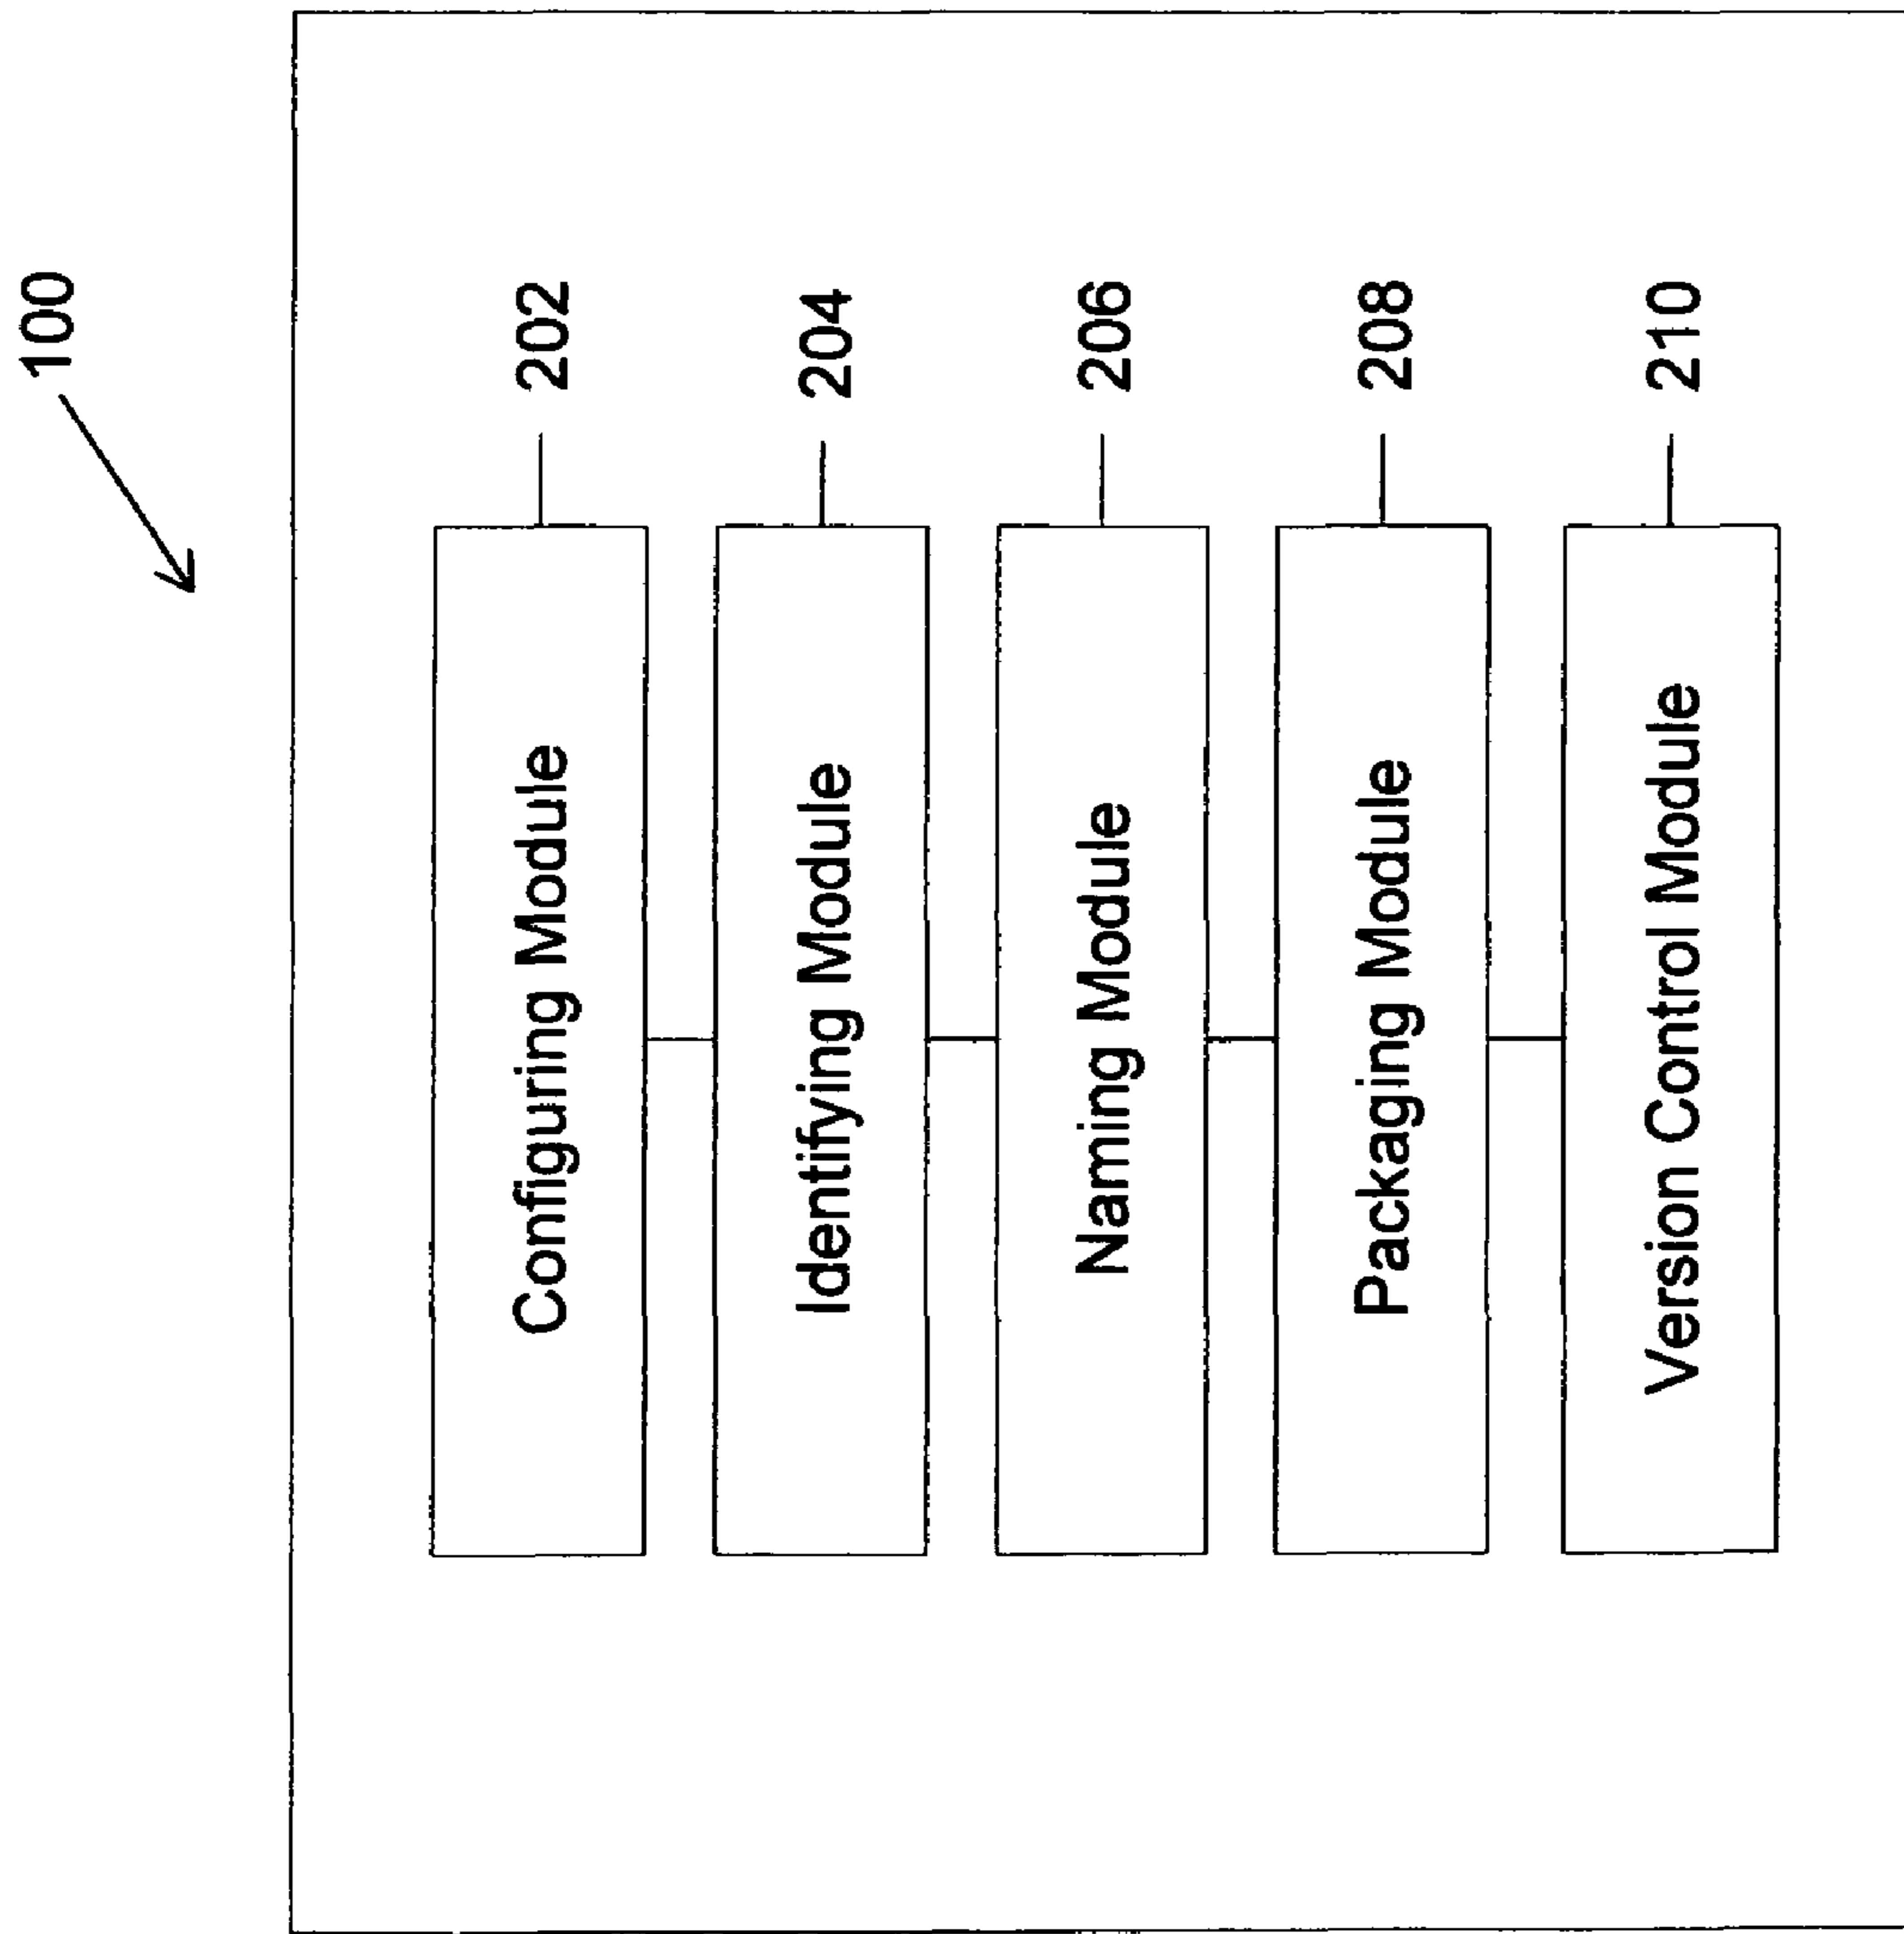 100
Configuring Module 202
Identifying Module 204
Naming Module 206
Packaging Module 208
Version Control Module 210